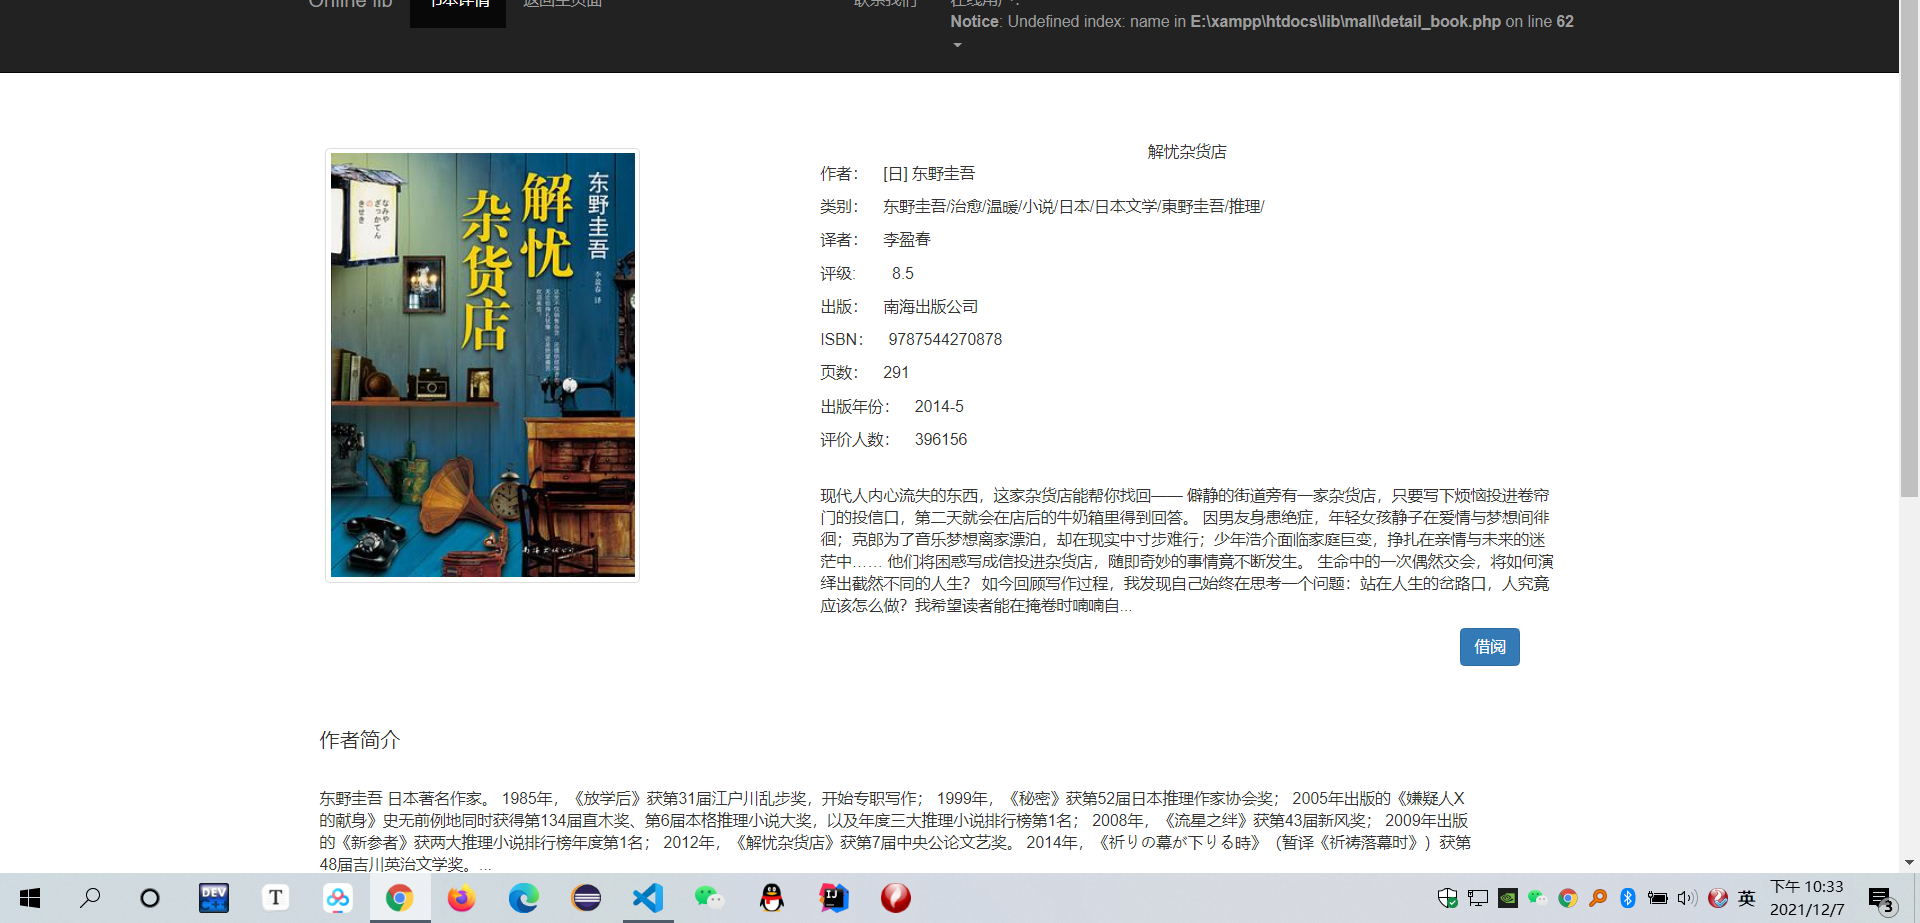 Online lib 书本详情 返回主页面 联系我们 在线用户：
Notice: Undefined index: name in E:\xampp\htdocs\lib\mall\detail_book.php on line 62
解忧杂货店
作者： [日] 东野圭吾
类别： 东野圭吾/治愈/温暖/小说/日本/日本文学/東野圭吾/推理/
译者： 李盈春
评级: 8.5
出版： 南海出版公司
ISBN： 9787544270878
页数： 291
出版年份： 2014-5
评价人数： 396156
东野圭吾
解忧
杂货店
李盈春 译
なみや
ざっかてん
の
きせき
南海出版公司
现代人内心流失的东西，这家杂货店能帮你找回—— 僻静的街道旁有一家杂货店，只要写下烦恼投进卷帘
门的投信口，第二天就会在店后的牛奶箱里得到回答。 因男友身患绝症，年轻女孩静子在爱情与梦想间徘
徊；克郎为了音乐梦想离家漂泊，却在现实中寸步难行；少年浩介面临家庭巨变，挣扎在亲情与未来的迷
茫中…… 他们将困惑写成信投进杂货店，随即奇妙的事情竟不断发生。 生命中的一次偶然交会，将如何演
绎出截然不同的人生？ 如今回顾写作过程，我发现自己始终在思考一个问题：站在人生的岔路口，人究竟
应该怎么做？我希望读者能在掩卷时喃喃自...
借阅
作者简介
东野圭吾 日本著名作家。 1985年，《放学后》获第31届江户川乱步奖，开始专职写作； 1999年，《秘密》获第52届日本推理作家协会奖； 2005年出版的《嫌疑人X
的献身》史无前例地同时获得第134届直木奖、第6届本格推理小说大奖，以及年度三大推理小说排行榜第1名； 2008年，《流星之绊》获第43届新风奖； 2009年出版
的《新参者》获两大推理小说排行榜年度第1名； 2012年，《解忧杂货店》获第7届中央公论文艺奖。 2014年，《祈りの幕が下りる時》（暂译《祈祷落幕时》）获第
48届吉川英治文学奖。...
DEV C++
T
IJ
英
下午 10:33
2021/12/7
3